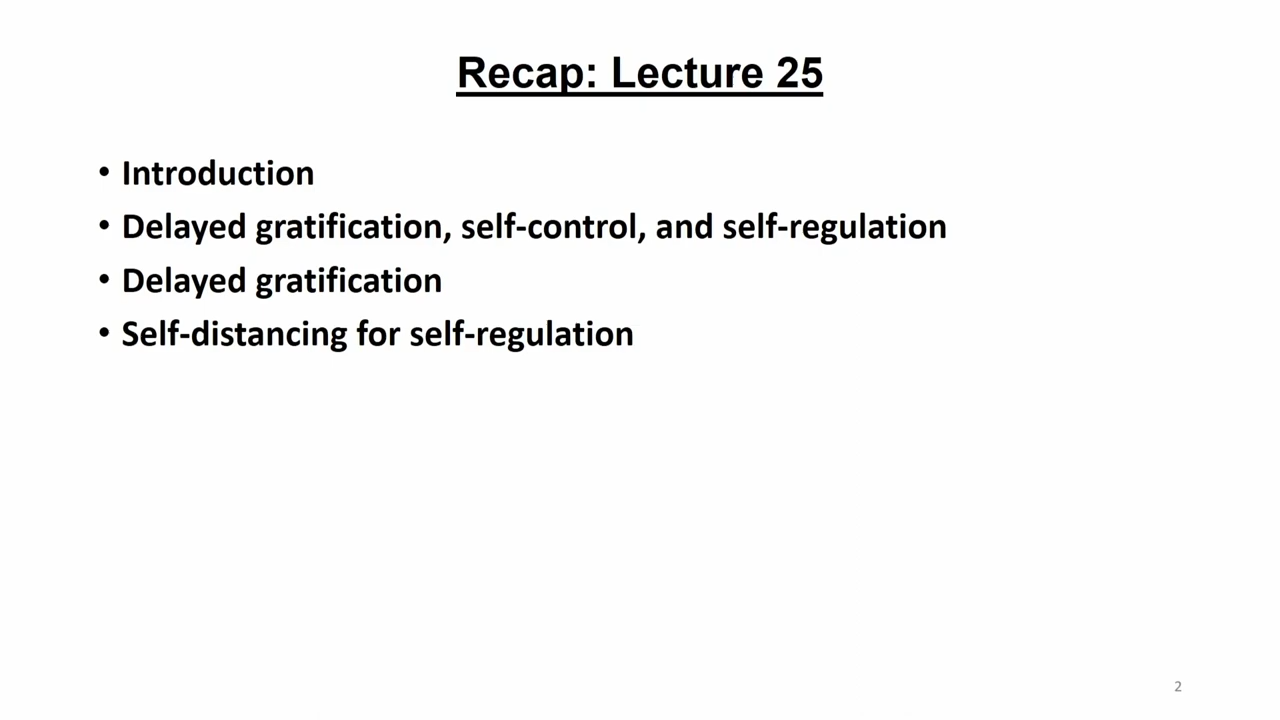 Recap: Lecture 25
• Introduction
• Delayed gratification, self-control, and self-regulation
• Delayed gratification
• Self-distancing for self-regulation
2